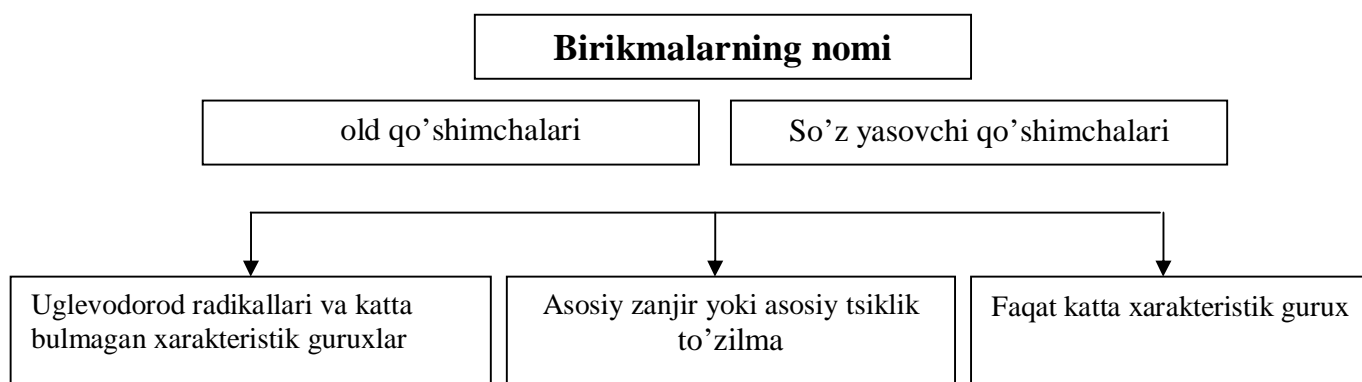 Birikmalarning nomi
old qo’shimchalari
So’z yasovchi qo’shimchalari
Uglevodorod radikallari va katta
bulmagan xarakteristik guruxlar
Asosiy zanjir yoki asosiy tsiklik
to’zilma
Faqat katta xarakteristik gurux